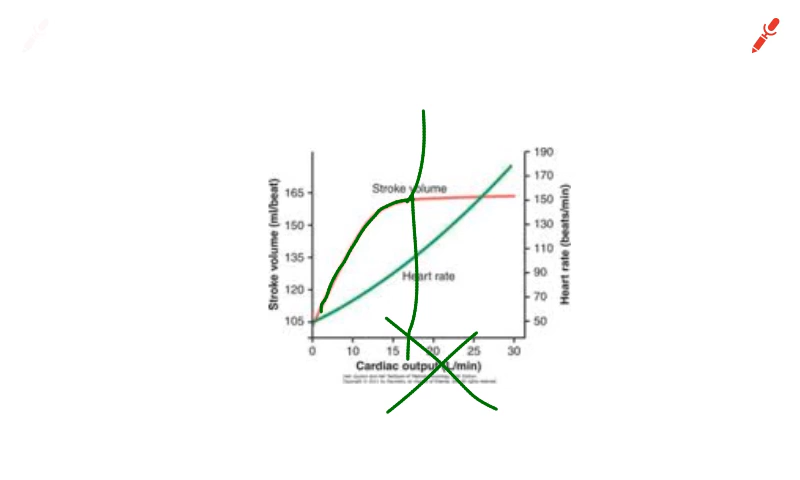 190
170
165
Stroke volume
150
150
130
135
110
120
90
Heart rate
70
105
50
Stroke volume (ml/beat)
Heart rate (beats/min)
0 10 15 20 25 30
Cardiac output (L/min)